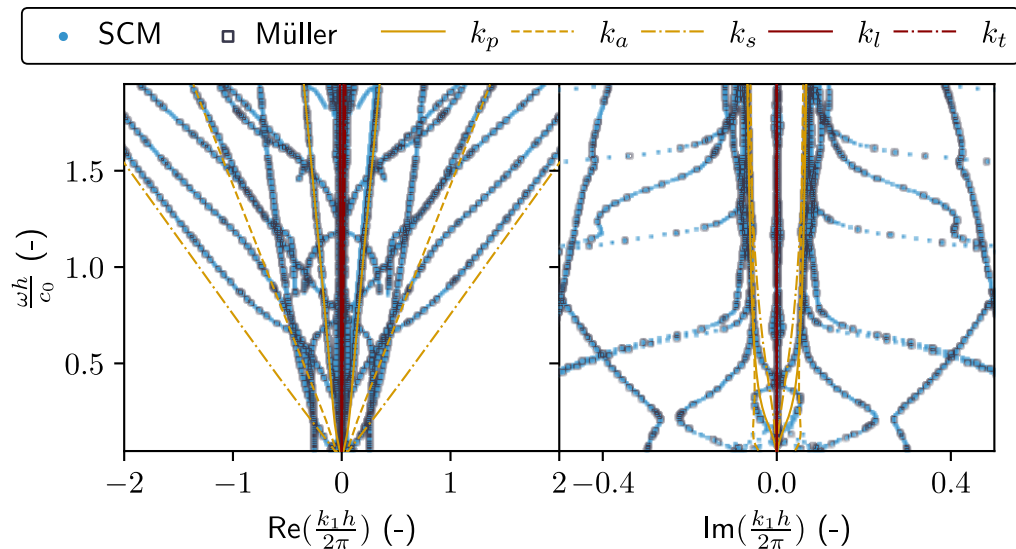 SCM Müller k_p k_a k_s k_l k_t
1.5
1.0
0.5
ωh/c_0 (-)
−2 −1 0 1 2 −0.4 0.0 0.4
Re(k_1h/2π) (-) Im(k_1h/2π) (-)